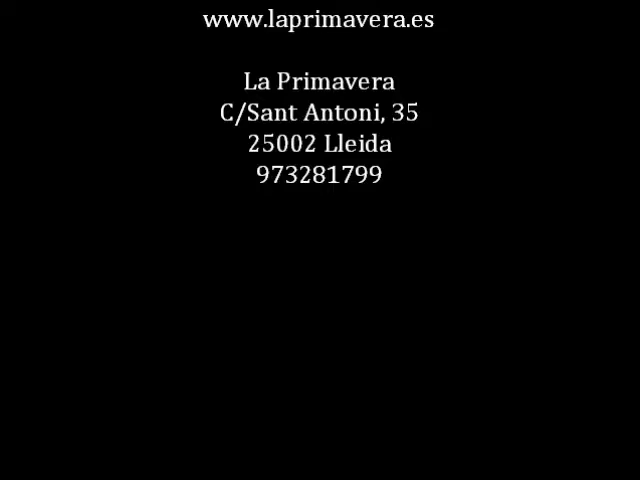 www.laprimavera.es
La Primavera
C/Sant Antoni, 35
25002 Lleida
973281799